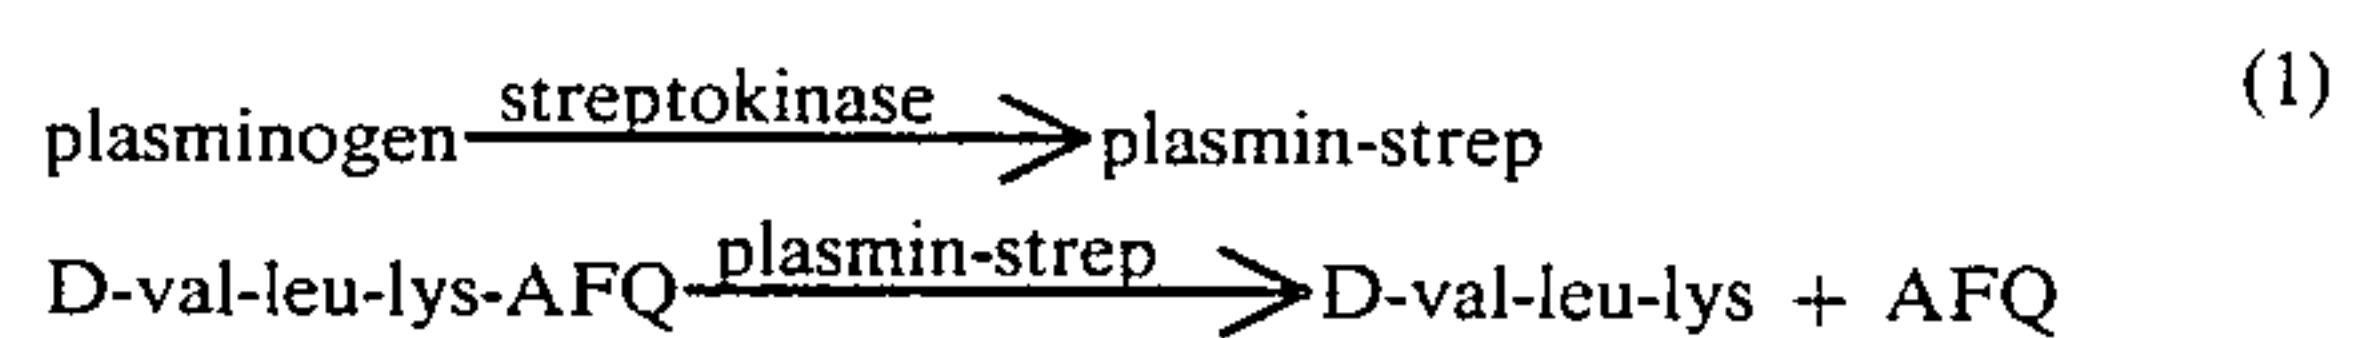 streptokinase (1)
plasminogen plasmin-strep
plasmin-strep
D-val-leu-lys-AFQ D-val-leu-lys + AFQ